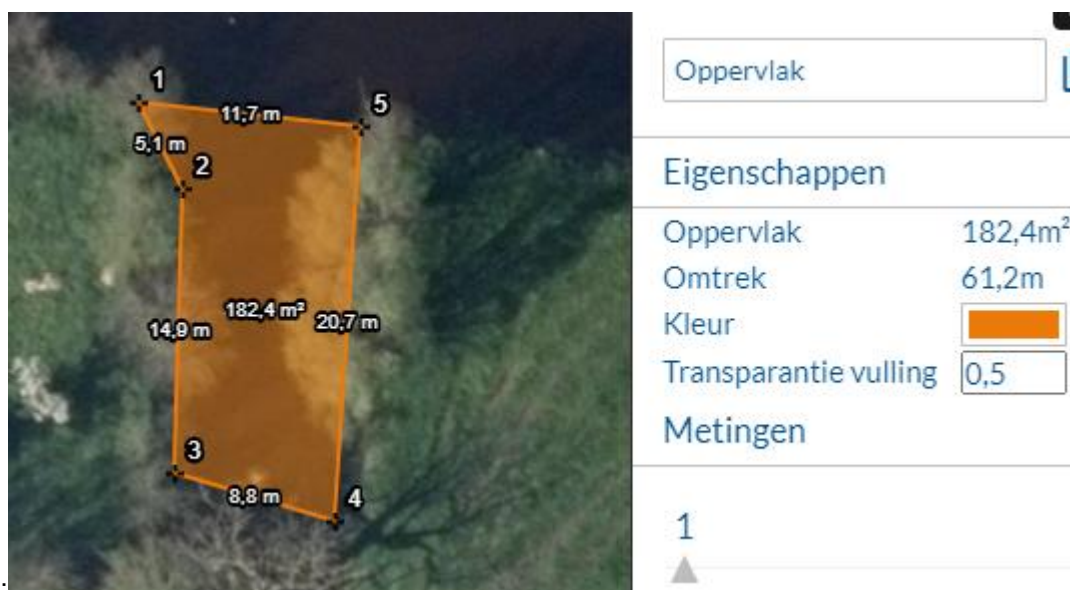 1
11,7 m
5
5,1 m
2
182,4 m²
14,9 m
20,7 m
3
8,8 m
4
.
Oppervlak
Eigenschappen
Oppervlak 182,4m²
Omtrek 61,2m
Kleur
Transparantie vulling 0,5
Metingen
1